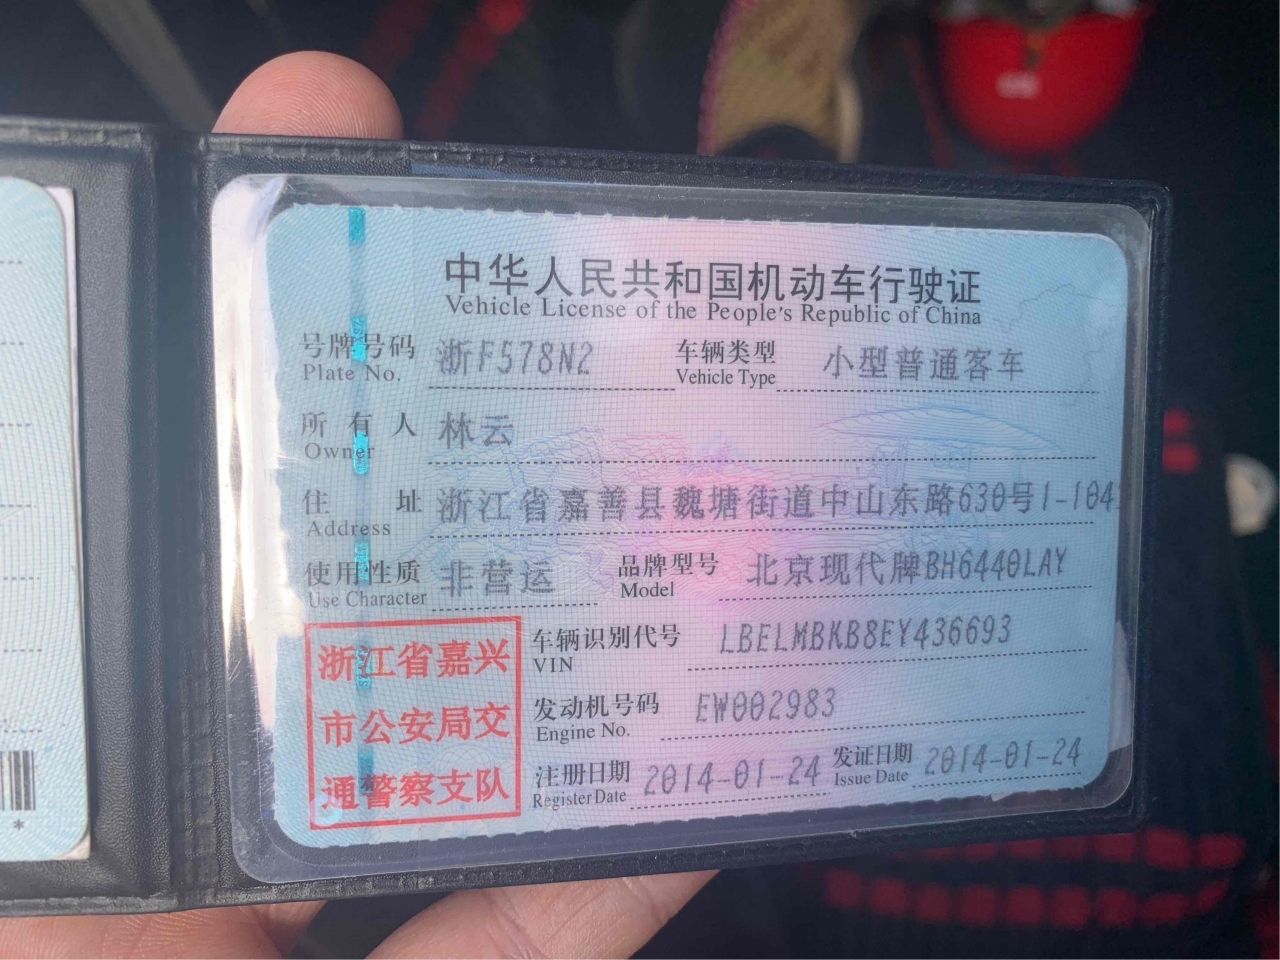 中华人民共和国机动车行驶证
Vehicle License of the People's Republic of China
号牌号码 浙F578N2 车辆类型 小型普通客车
Plate No. Vehicle Type
所有人 林云
Owner
住址 浙江省嘉善县魏塘街道中山东路630号1-104
Address
使用性质 非营运 品牌型号 北京现代牌BH6440LAY
Use Character Model
浙江省嘉兴
市公安局交
通警察支队
车辆识别代号 LBELMBKB8EY436693
VIN
发动机号码 EW002983
Engine No.
注册日期 2014-01-24 发证日期 2014-01-24
Register Date Issue Date
*